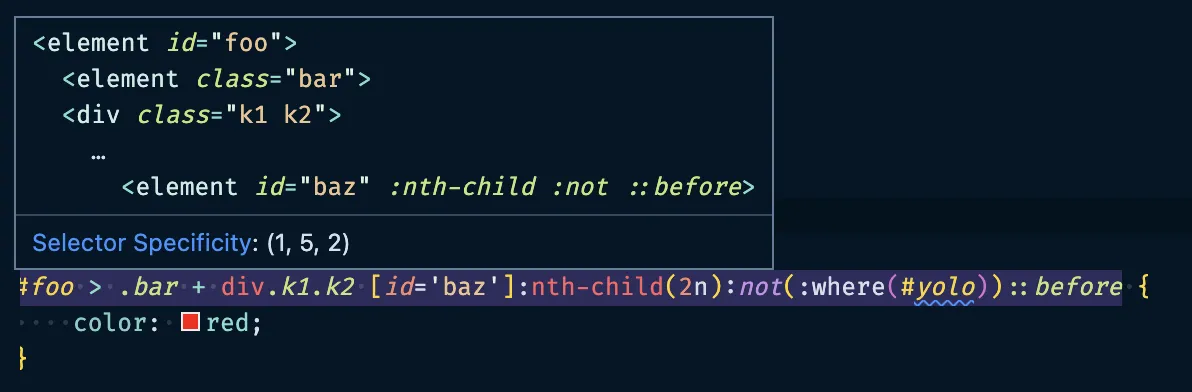 <element id="foo">
<element class="bar">
<div class="k1 k2">
…
<element id="baz" :nth-child :not ::before>
Selector Specificity: (1, 5, 2)
#foo > .bar + div.k1.k2 [id='baz']:nth-child(2n):not(:where(#yolo))::before {
color: red;
}